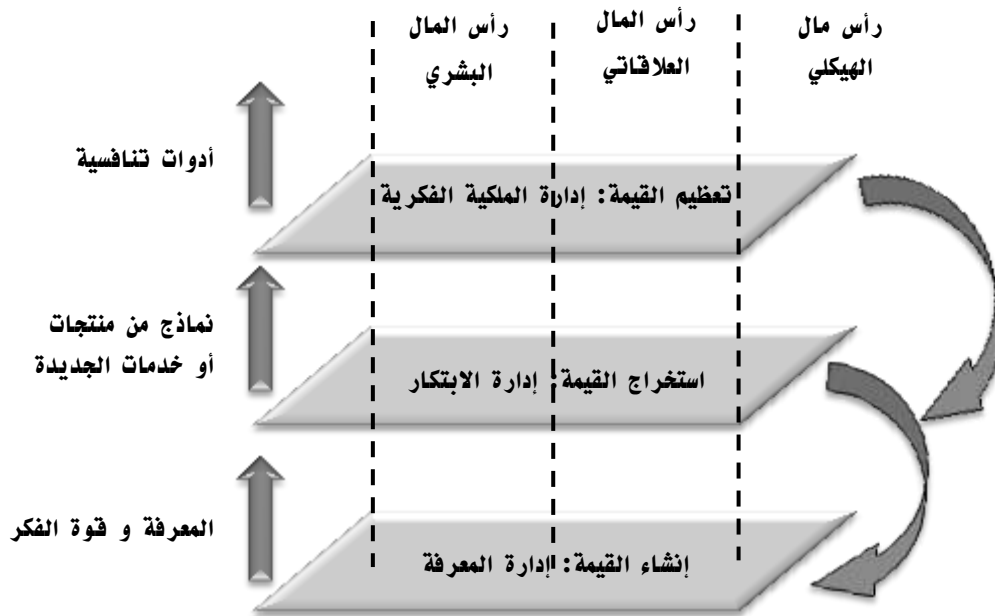 رأس المال
البشري
رأس المال
العلاقاتي
رأس مال
الهيكلي
أدوات تنافسية
تعظيم القيمة: إدارة الملكية الفكرية
نماذج من منتجات
أو خدمات الجديدة
استخراج القيمة: إدارة الابتكار
المعرفة و قوة الفكر
إنشاء القيمة: إدارة المعرفة